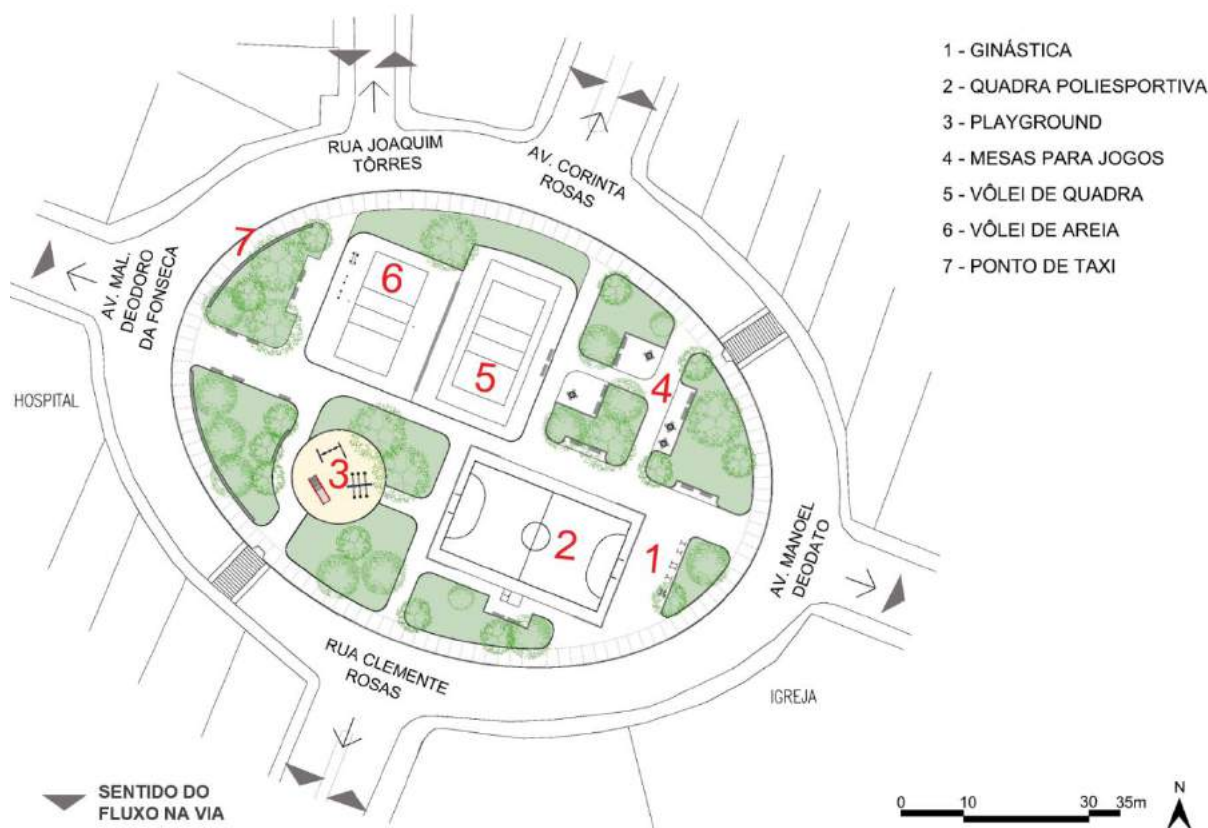 1 - GINÁSTICA
2 - QUADRA POLIESPORTIVA
3 - PLAYGROUND
4 - MESAS PARA JOGOS
5 - VÔLEI DE QUADRA
6 - VÔLEI DE AREIA
7 - PONTO DE TAXI
RUA JOAQUIM
TÔRRES
AV. CORINTA
ROSAS
AV. MAL.
DEODORO
DA FONSECA
7
6
5
4
HOSPITAL
3
2
1
AV. MANOEL
DEODATO
RUA CLEMENTE
ROSAS
IGREJA
SENTIDO DO
FLUXO NA VIA
0 10 30 35m
N